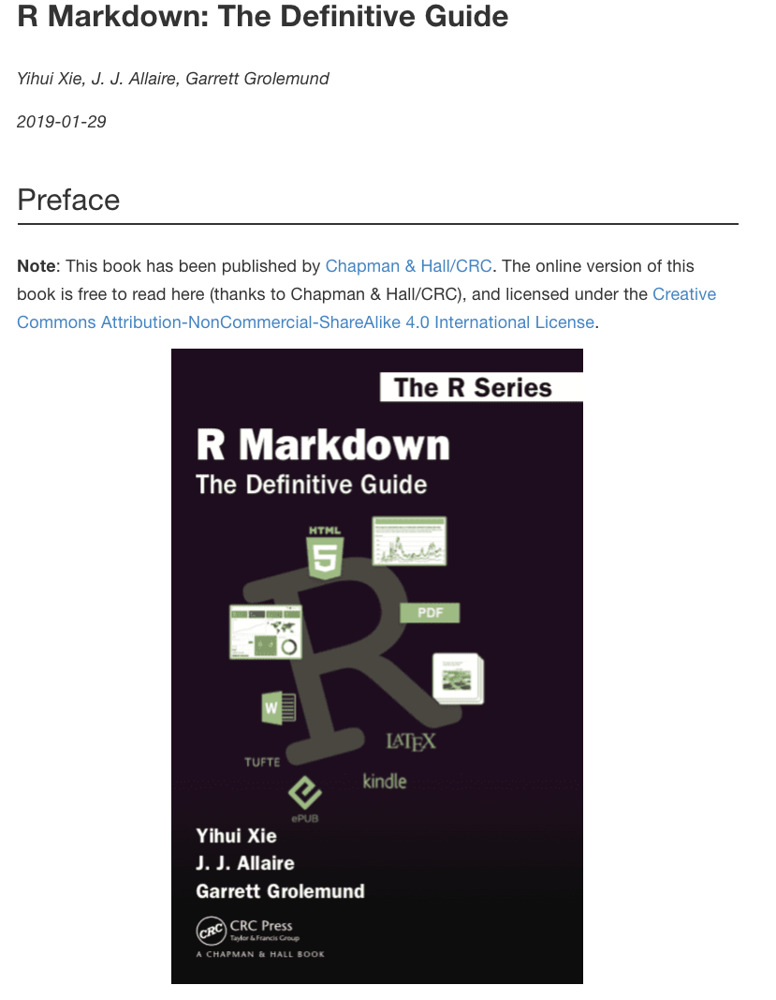 R Markdown: The Definitive Guide
Yihui Xie, J. J. Allaire, Garrett Grolemund
2019-01-29
Preface
Note: This book has been published by Chapman & Hall/CRC. The online version of this
book is free to read here (thanks to Chapman & Hall/CRC), and licensed under the Creative
Commons Attribution-NonCommercial-ShareAlike 4.0 International License.
The R Series
R Markdown
The Definitive Guide
HTML
5
R
PDF
W
LATEX
TUFTE
kindle
ePUB
Yihui Xie
J. J. Allaire
Garrett Grolemund
CRC
CRC Press
Taylor & Francis Group
A CHAPMAN & HALL BOOK